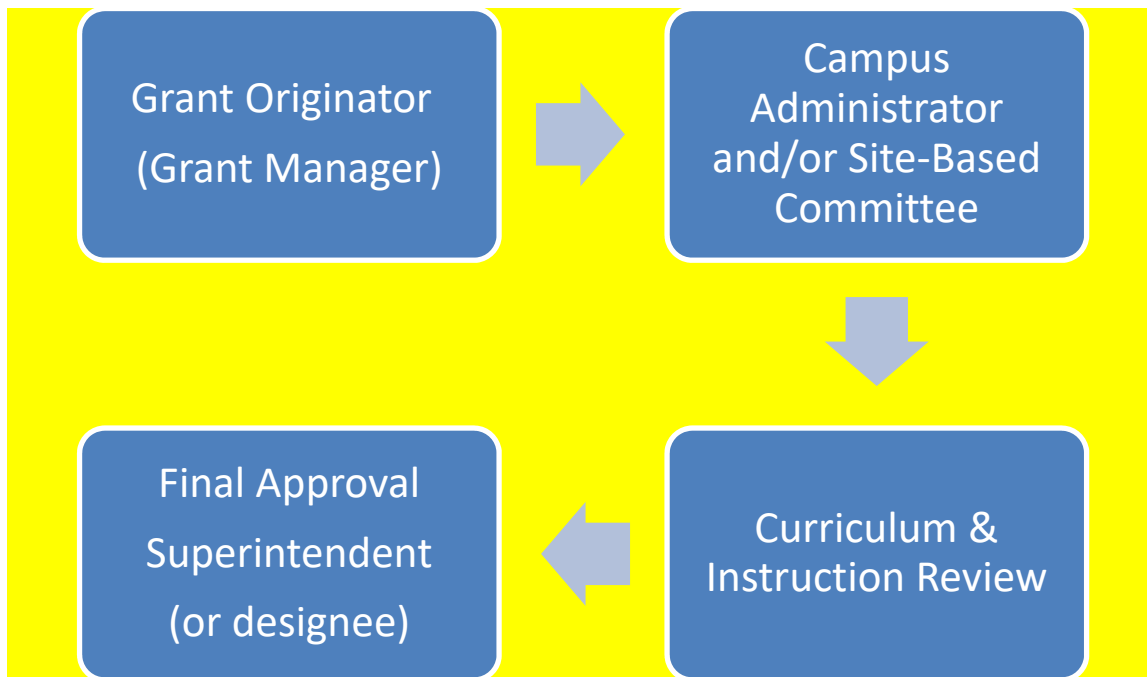 Grant Originator
(Grant Manager)
Campus
Administrator
and/or Site-Based
Committee
Curriculum &
Instruction Review
Final Approval
Superintendent
(or designee)